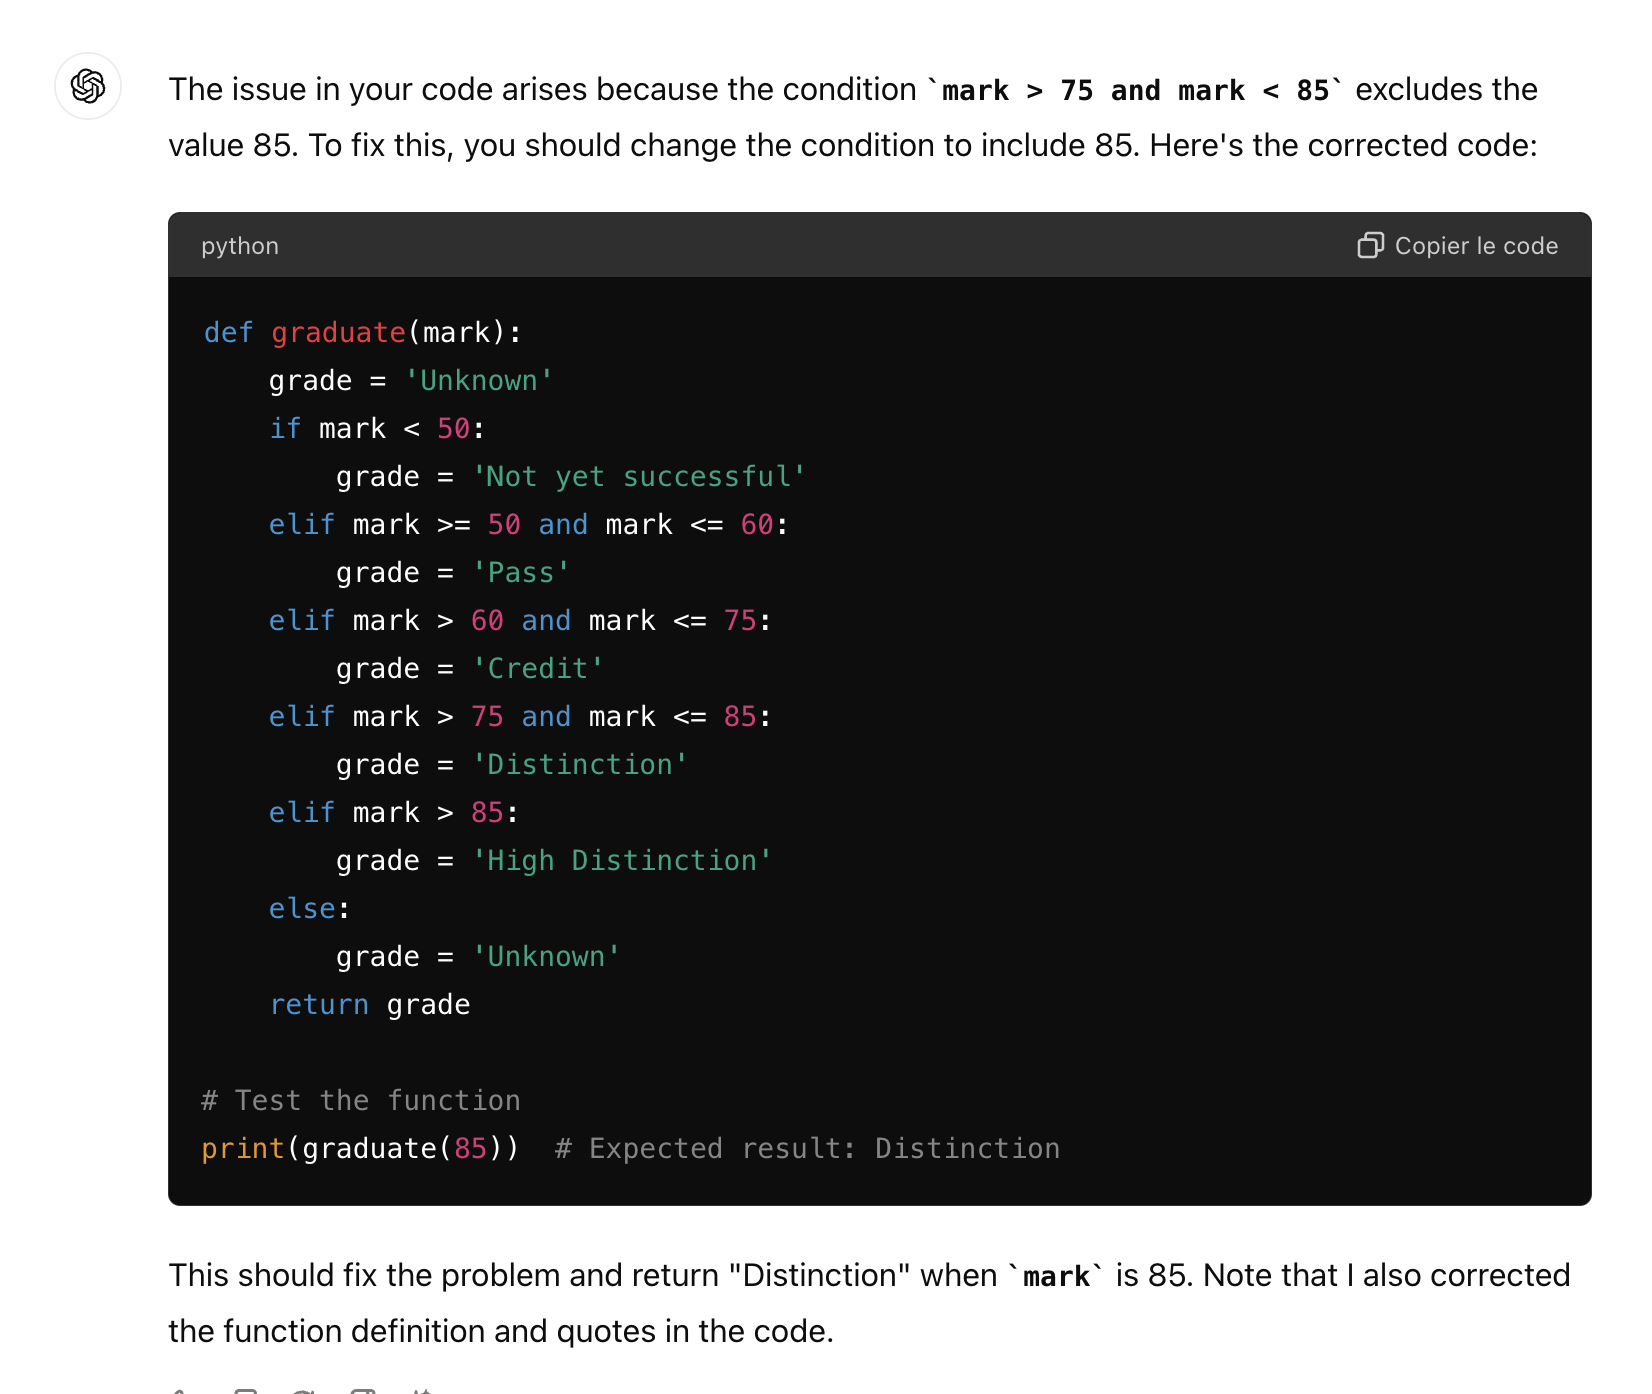 The issue in your code arises because the condition `mark > 75 and mark < 85` excludes the
value 85. To fix this, you should change the condition to include 85. Here's the corrected code:
python
Copier le code
def graduate(mark):
    grade = 'Unknown'
    if mark < 50:
        grade = 'Not yet successful'
    elif mark >= 50 and mark <= 60:
        grade = 'Pass'
    elif mark > 60 and mark <= 75:
        grade = 'Credit'
    elif mark > 75 and mark <= 85:
        grade = 'Distinction'
    elif mark > 85:
        grade = 'High Distinction'
    else:
        grade = 'Unknown'
    return grade
# Test the function
print(graduate(85))  # Expected result: Distinction
This should fix the problem and return "Distinction" when `mark` is 85. Note that I also corrected
the function definition and quotes in the code.